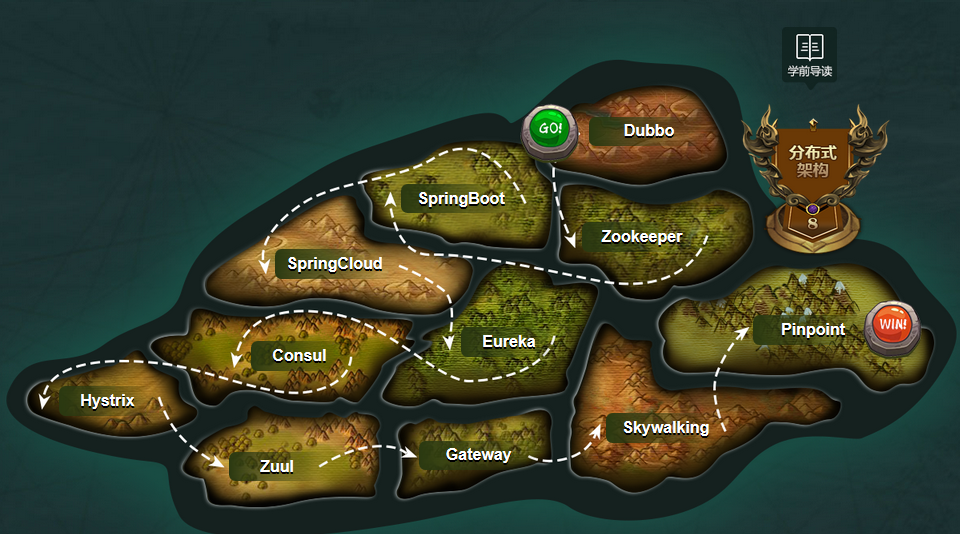 学前导读
分布式
架构
8
GO!
Dubbo
SpringBoot
Zookeeper
SpringCloud
Eureka
Pinpoint
WIN!
Consul
Hystrix
Skywalking
Zuul
Gateway